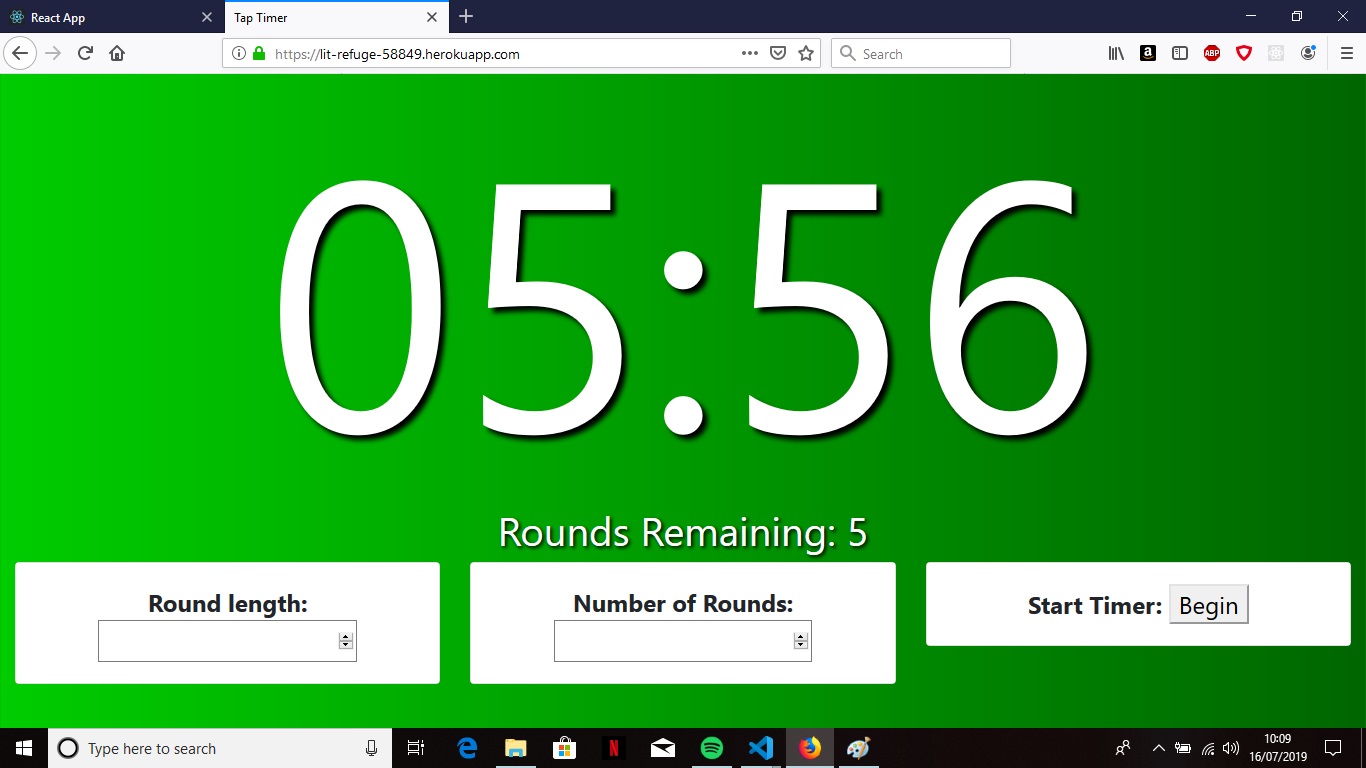 React App
Tap Timer
https://lit-refuge-58849.herokuapp.com
Search
ABP
05:56
Rounds Remaining: 5
Round length:
Number of Rounds:
Start Timer: Begin
Type here to search
10:09
16/07/2019